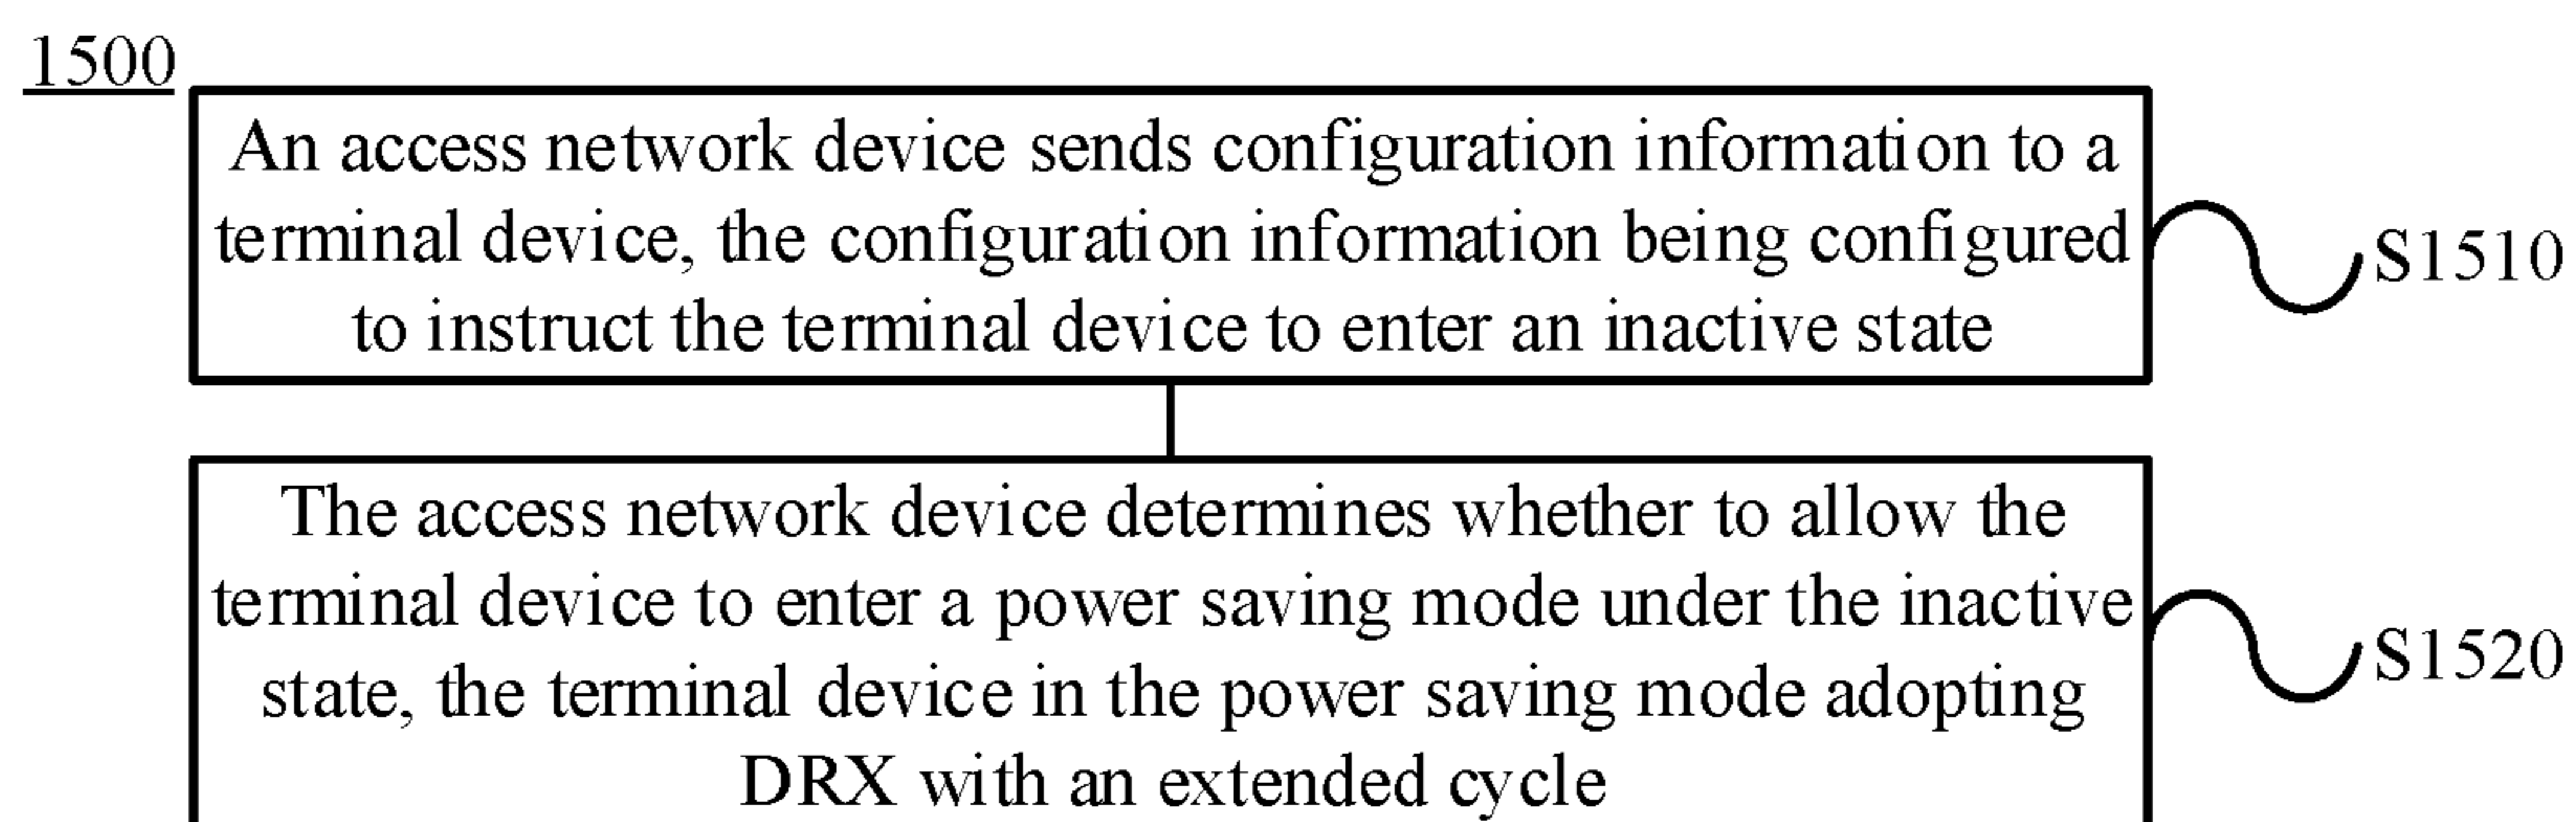 1500
An access network device sends configuration information to a
terminal device, the configuration information being configured
to instruct the terminal device to enter an inactive state
S1510
The access network device determines whether to allow the
terminal device to enter a power saving mode under the inactive
state, the terminal device in the power saving mode adopting
DRX with an extended cycle
S1520